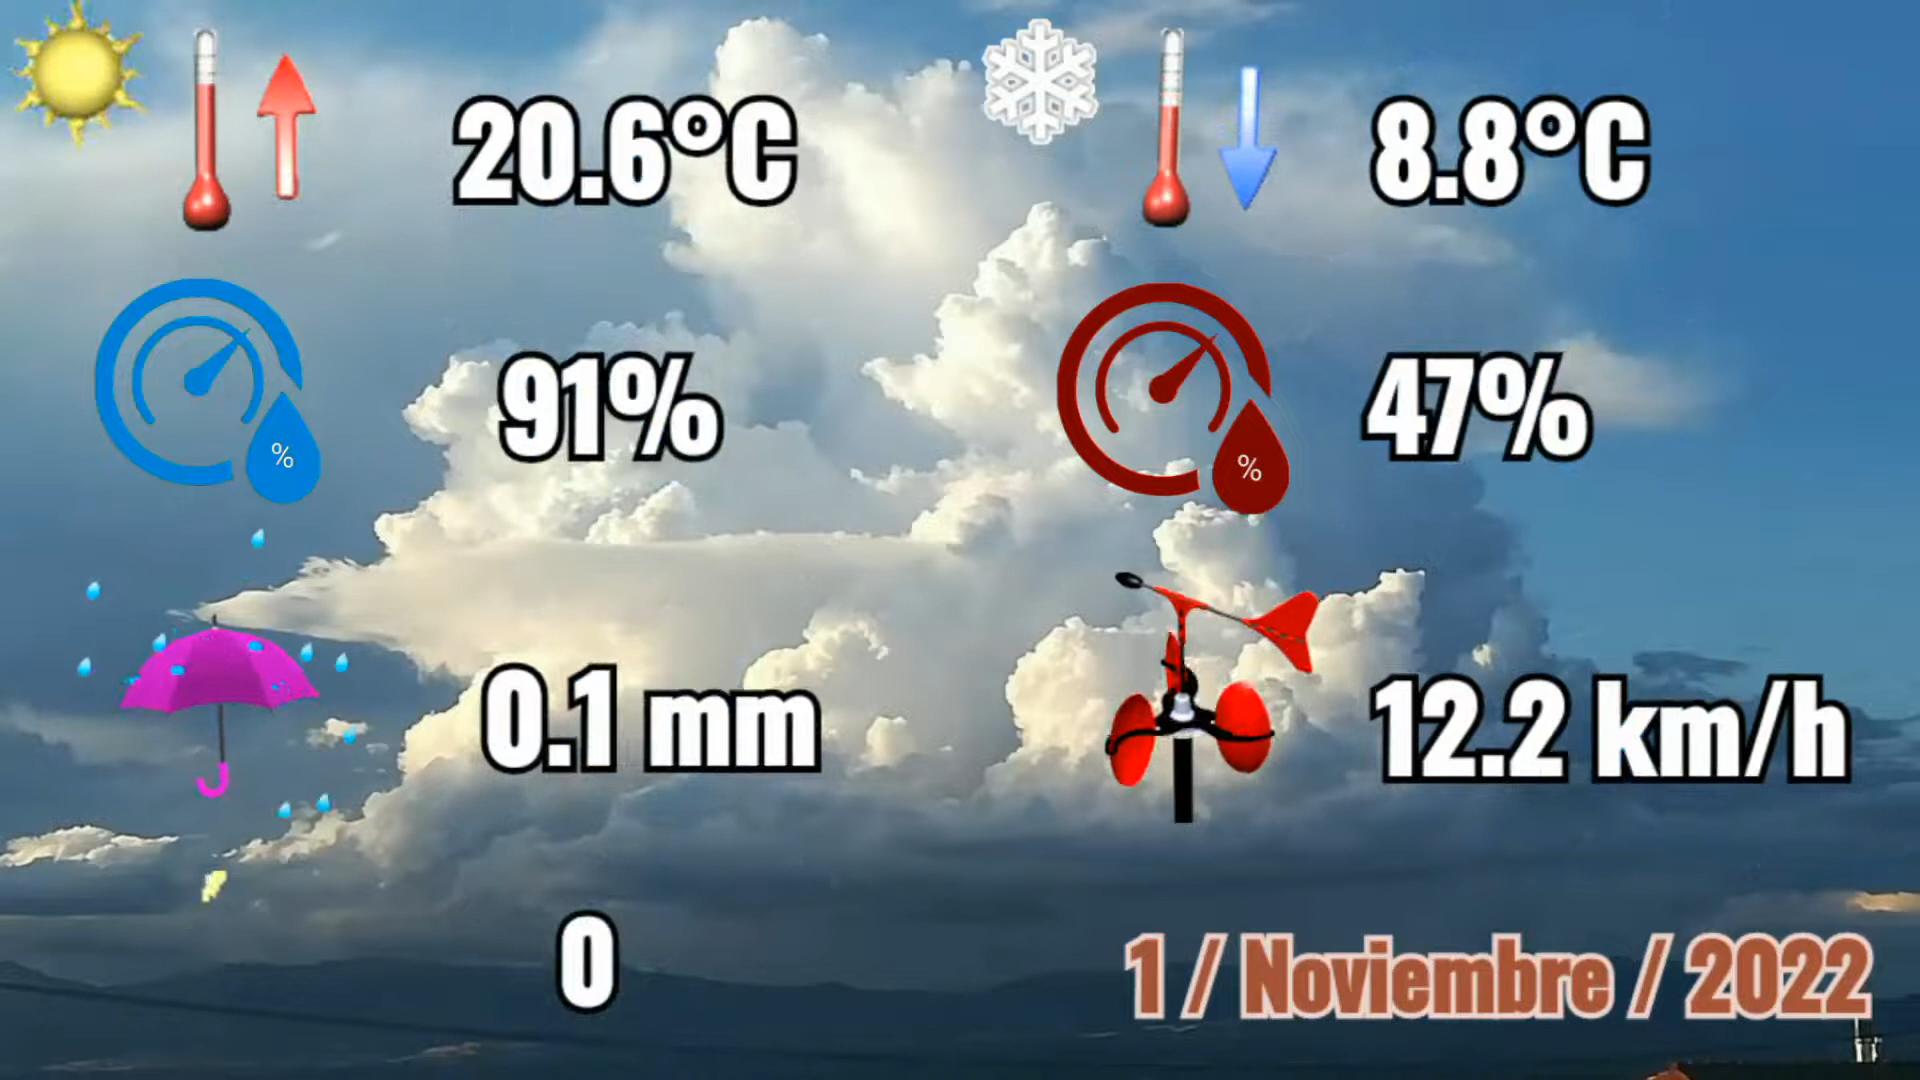 20.6°C
8.8°C
91%
%
47%
%
0.1 mm
12.2 km/h
0
1 / Noviembre / 2022